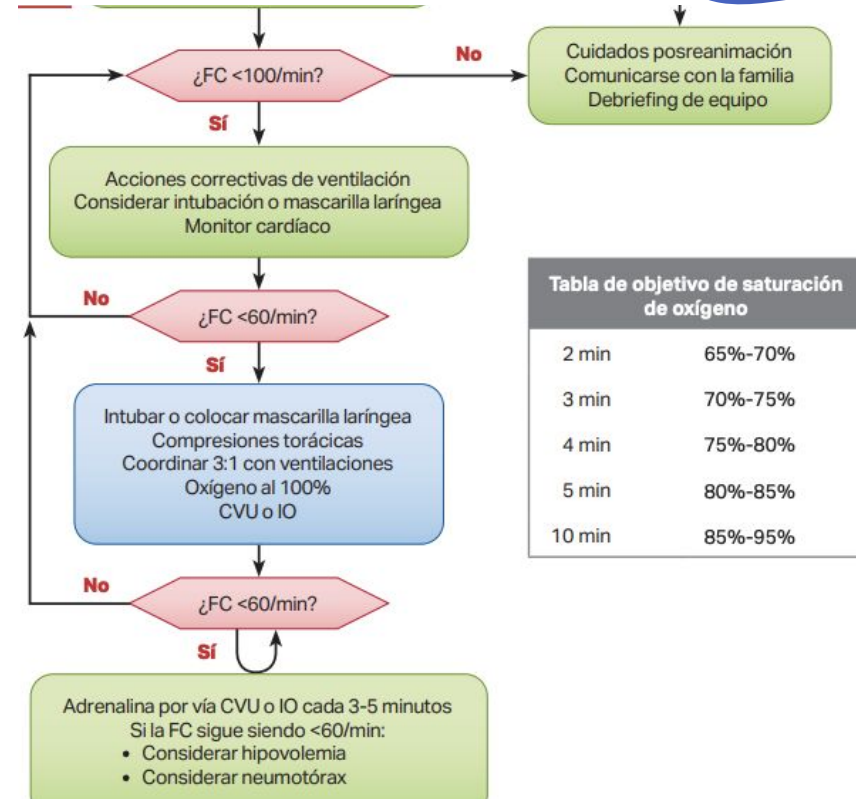 ¿FC <100/min?
No
Cuidados posreanimación
Comunicarse con la familia
Debriefing de equipo
Sí
Acciones correctivas de ventilación
Considerar intubación o mascarilla laríngea
Monitor cardíaco
No
¿FC <60/min?
Sí
Intubar o colocar mascarilla laríngea
Compresiones torácicas
Coordinar 3:1 con ventilaciones
Oxígeno al 100%
CVU o IO
No
¿FC <60/min?
Sí
Adrenalina por vía CVU o IO cada 3-5 minutos
Si la FC sigue siendo <60/min:
• Considerar hipovolemia
• Considerar neumotórax
Tabla de objetivo de saturación
de oxígeno
2 min 65%-70%
3 min 70%-75%
4 min 75%-80%
5 min 80%-85%
10 min 85%-95%